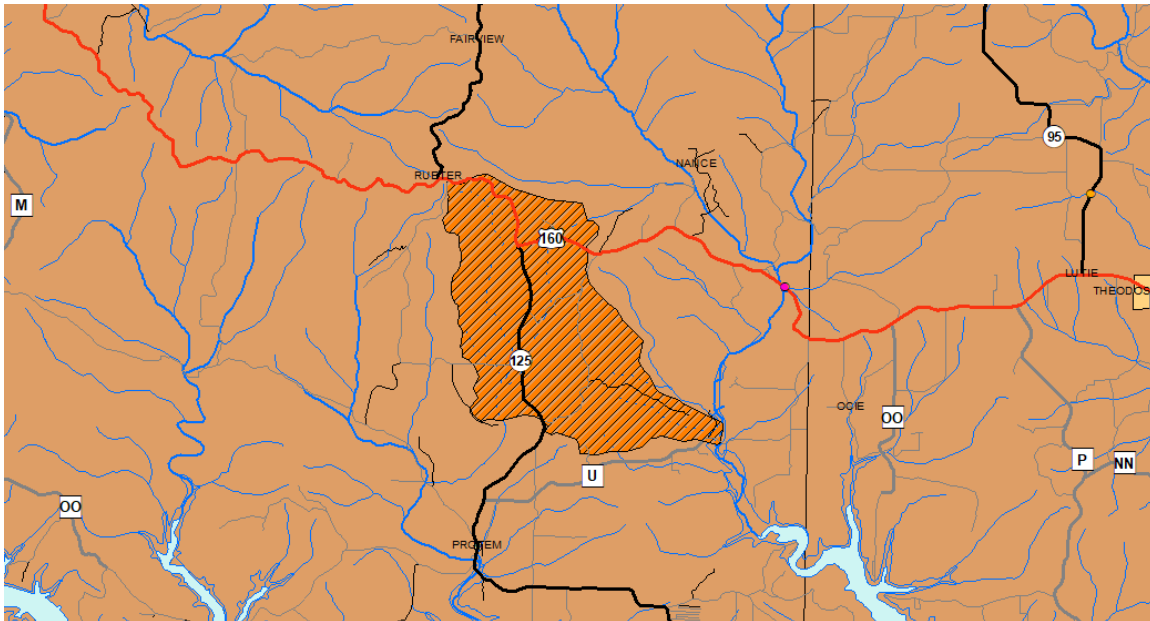 FAIRVIEW
95
NANCE
RUETER
M
160
LUTIE
THEODOS
125
OCIE
OO
P
NN
U
OO
PROTEM